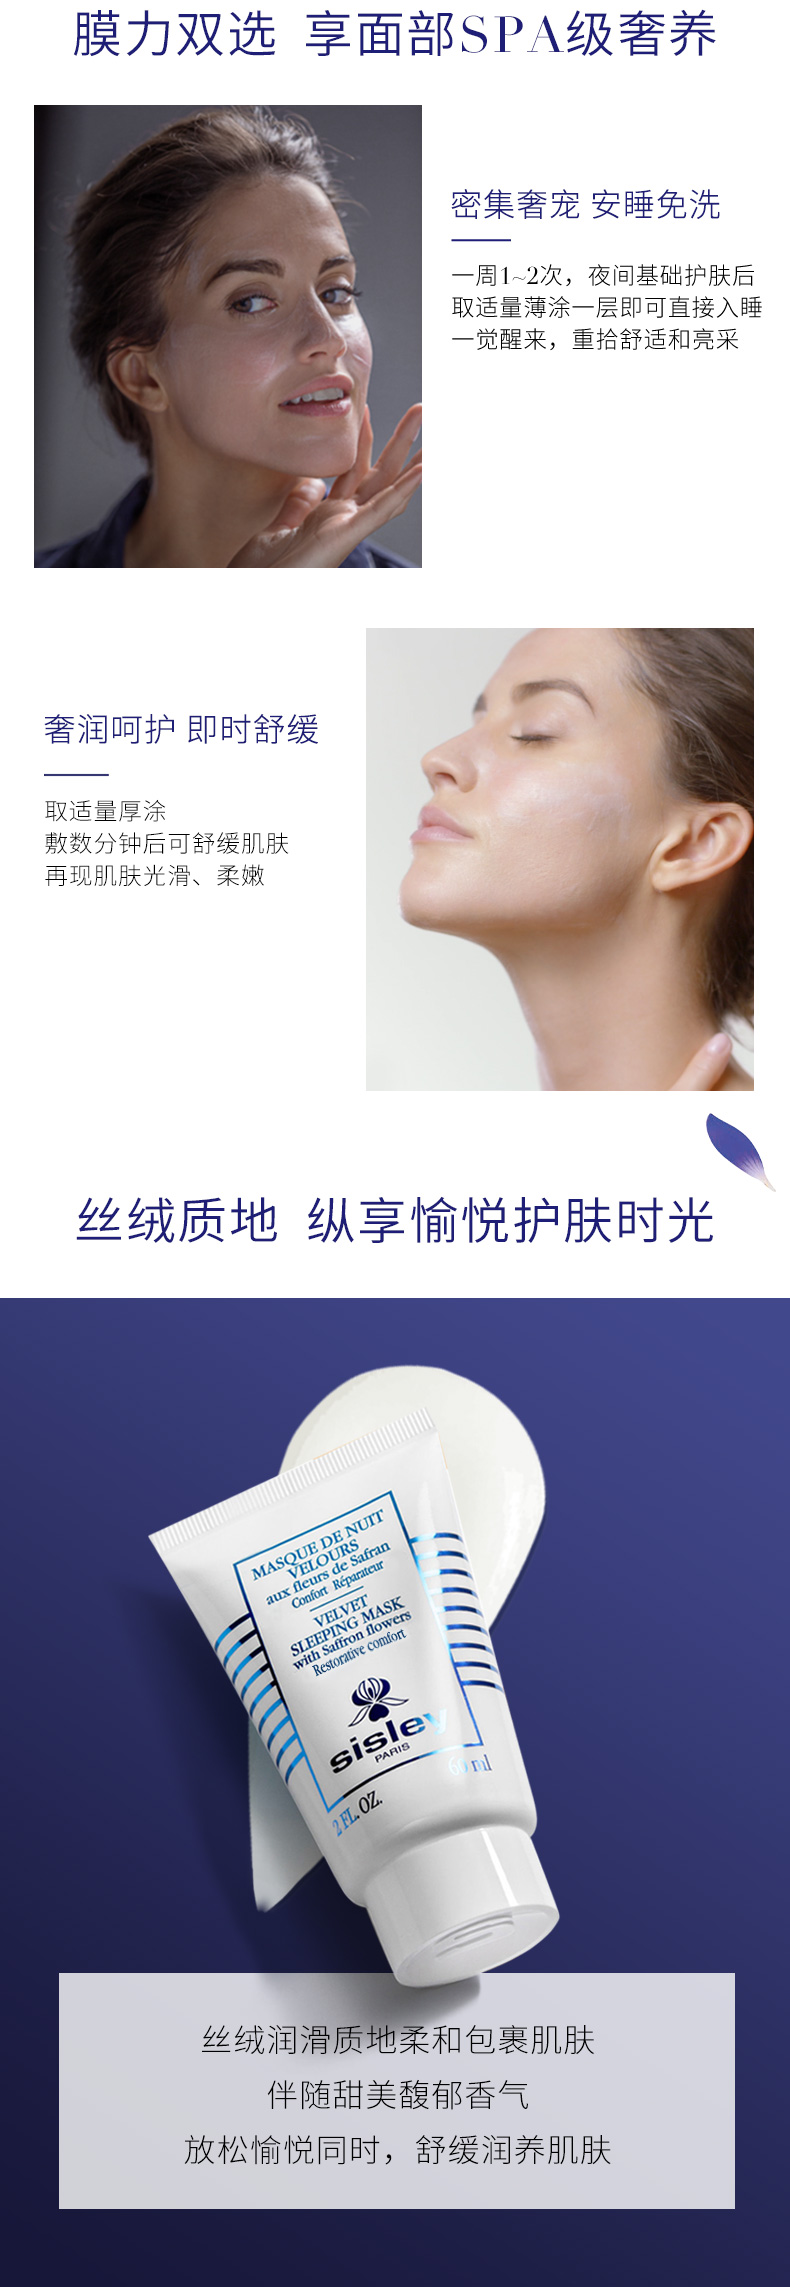 膜力双选 享面部SPA级奢养
密集奢宠 安睡免洗
一周1~2次，夜间基础护肤后
取适量薄涂一层即可直接入睡
一觉醒来，重拾舒适和亮采
奢润呵护 即时舒缓
取适量厚涂
敷数分钟后可舒缓肌肤
再现肌肤光滑、柔嫩
丝绒质地 纵享愉悦护肤时光
MASQUE DE NUIT
VELOURS
aux fleurs de Safran
Confort Réparateur
VELVET
SLEEPING MASK
with Saffron flowers
Restorative comfort
sisley
PARIS
2 FL. OZ.
60 ml
丝绒润滑质地柔和包裹肌肤
伴随甜美馥郁香气
放松愉悦同时，舒缓润养肌肤